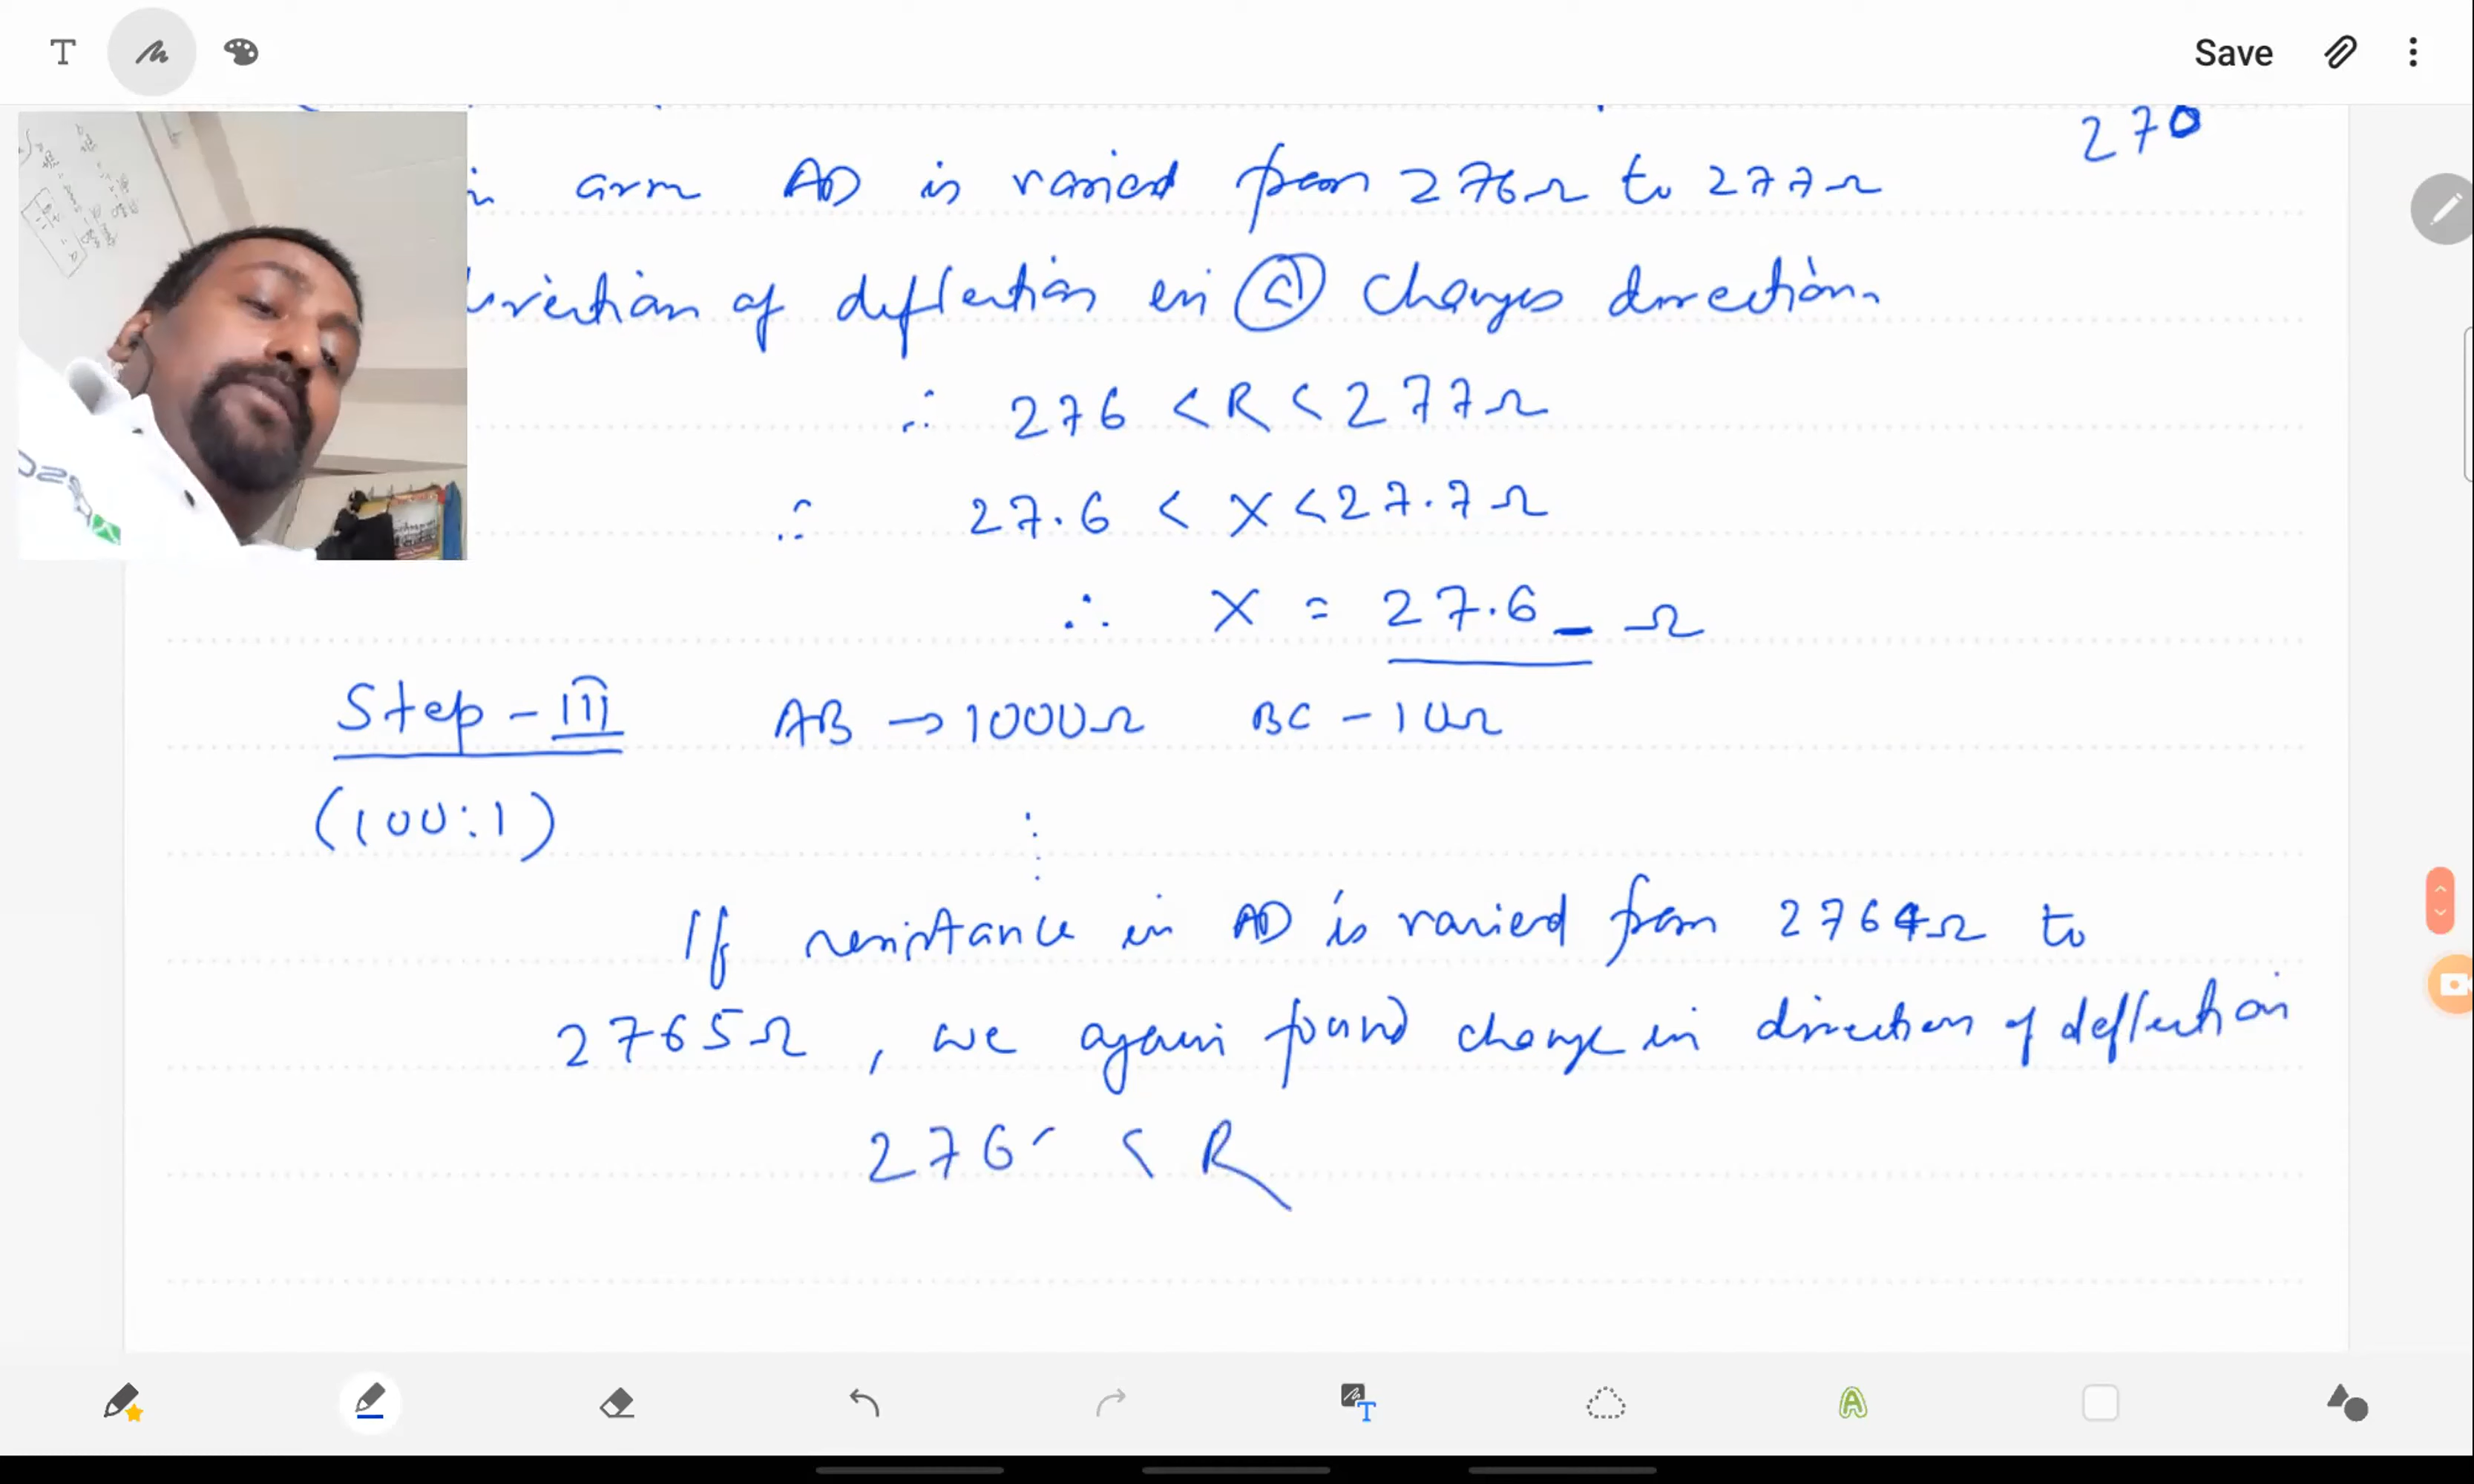 Save
270
arm AD is varied from 276Ω to 277Ω
of deflection in G changes direction.
∴ 276 < R < 277Ω
∴ 27.6 < X < 27.7Ω
∴ X = 27.6_ Ω
Step - III AB → 1000Ω BC - 10Ω
(100:1)
If resistance in AD is varied from 2764Ω to
2765Ω, we again found change in direction of deflection
276 < R